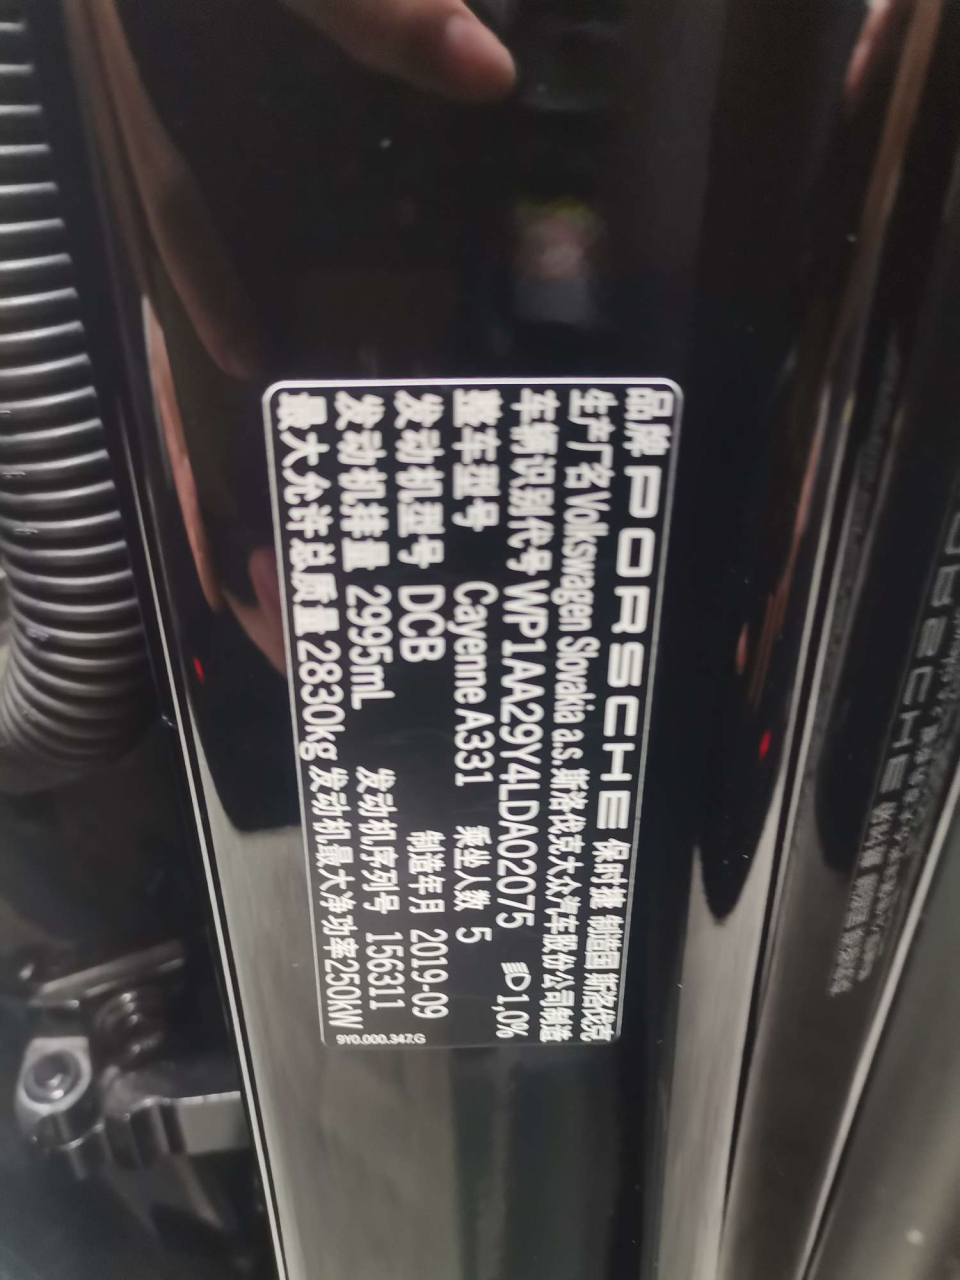 品牌 PORSCHE 保时捷 制造国 斯洛伐克
生产厂名 Volkswagen Slovakia a.s. 斯洛伐克大众汽车股份公司制造
车辆识别代号 WP1AA29Y4LDA02075 1,0%
整车型号 Cayenne A331 乘坐人数 5
发动机型号 DCB 制造年月 2019-09
发动机排量 2995mL 发动机序列号 156311
最大允许总质量 2830kg 发动机最大净功率250kW
9Y0.000.347.G